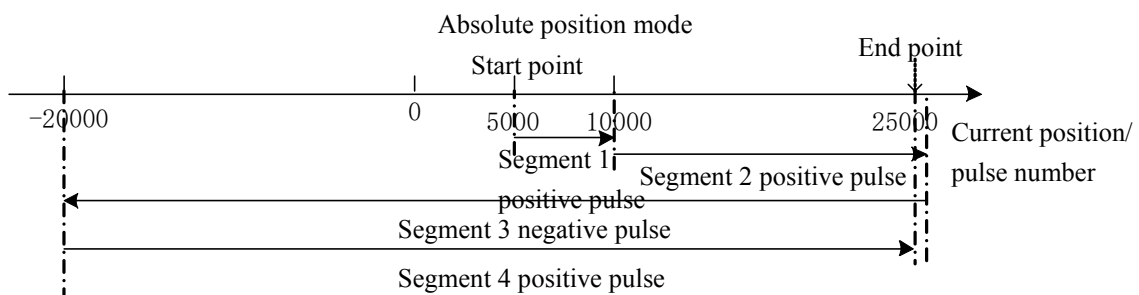 Absolute position mode
Start point
End point
-20000
0
5000
10000
25000
Current position/
pulse number
Segment 1
positive pulse
Segment 2 positive pulse
Segment 3 negative pulse
Segment 4 positive pulse